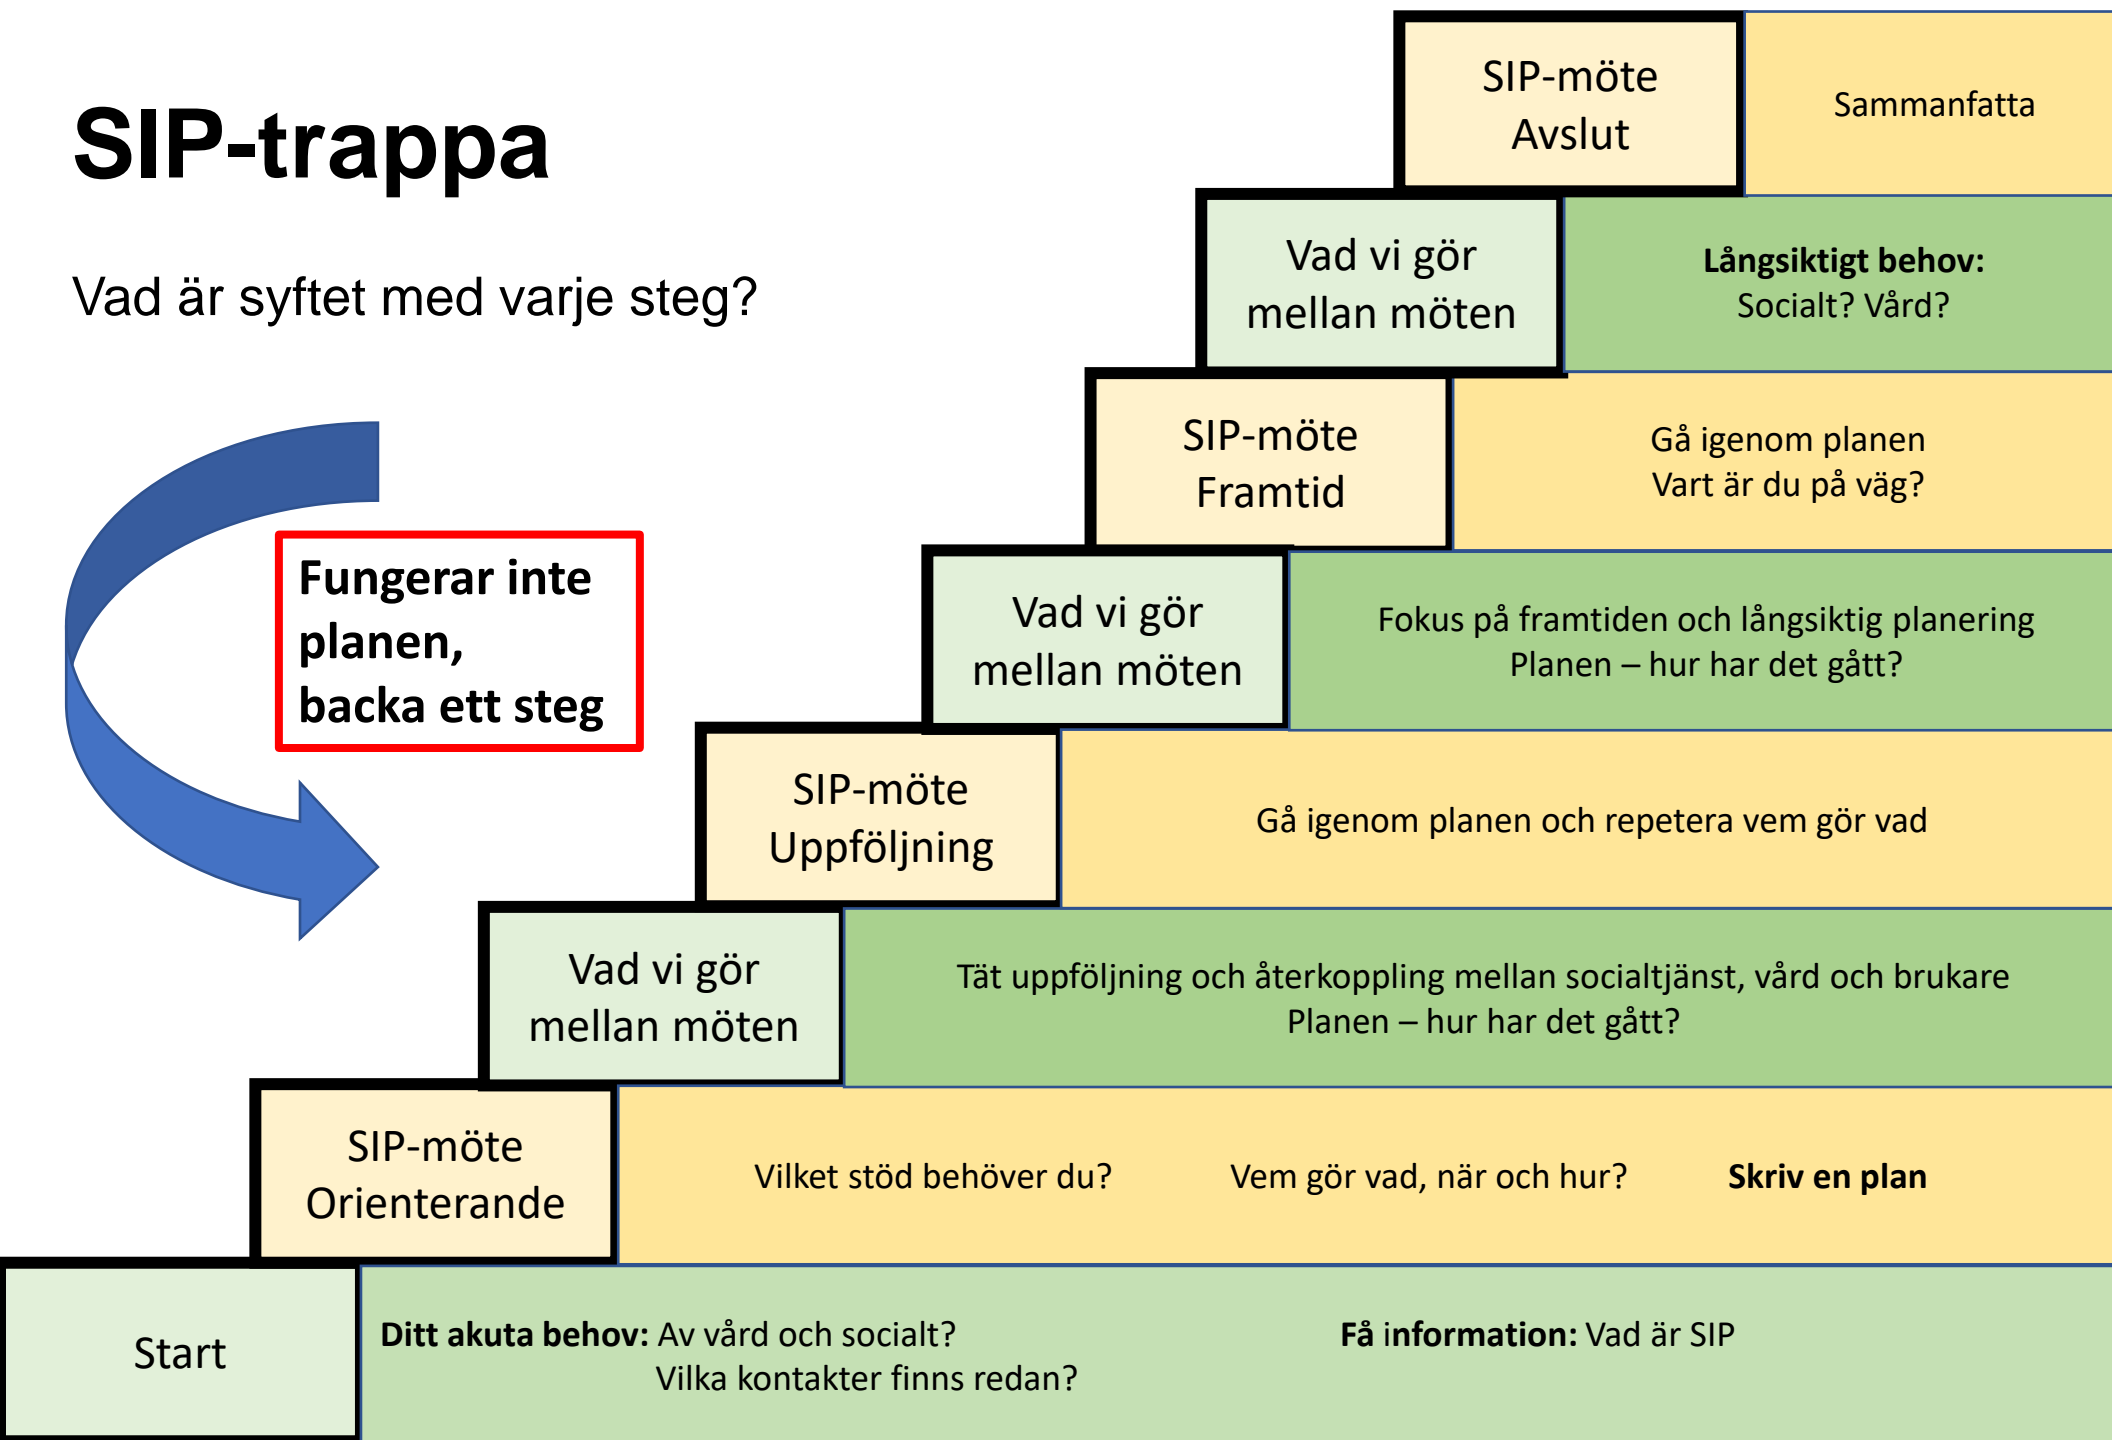 SIP-trappa
Vad är syftet med varje steg?
Fungerar inte
planen,
backa ett steg
SIP-möte
Avslut
Sammanfatta
Vad vi gör
mellan möten
Långsiktigt behov:
Socialt? Vård?
SIP-möte
Framtid
Gå igenom planen
Vart är du på väg?
Vad vi gör
mellan möten
Fokus på framtiden och långsiktig planering
Planen – hur har det gått?
SIP-möte
Uppföljning
Gå igenom planen och repetera vem gör vad
Vad vi gör
mellan möten
Tät uppföljning och återkoppling mellan socialtjänst, vård och brukare
Planen – hur har det gått?
SIP-möte
Orienterande
Vilket stöd behöver du? Vem gör vad, när och hur? Skriv en plan
Start
Ditt akuta behov: Av vård och socialt? Få information: Vad är SIP
Vilka kontakter finns redan?